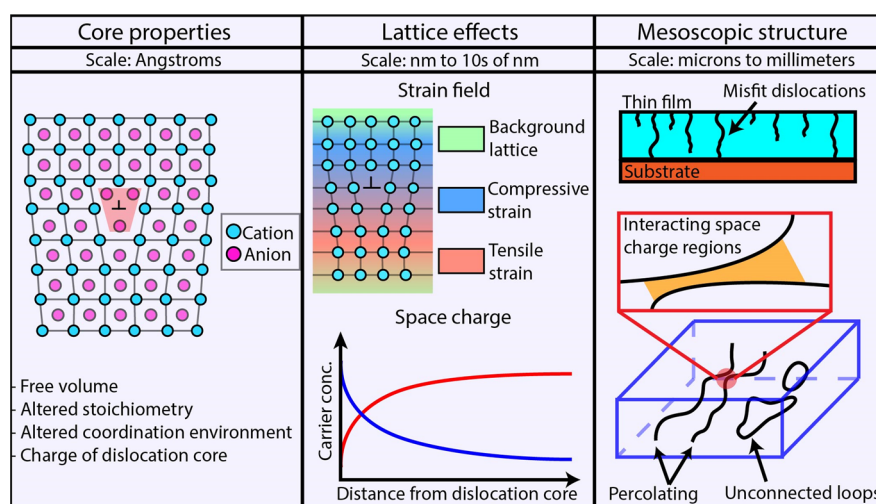 Core properties
Scale: Angstroms
Cation
Anion
- Free volume
- Altered stoichiometry
- Altered coordination environment
- Charge of dislocation core
Lattice effects
Scale: nm to 10s of nm
Strain field
Background
lattice
Compressive
strain
Tensile
strain
Space charge
Carrier conc.
Distance from dislocation core
Mesoscopic structure
Scale: microns to millimeters
Misfit dislocations
Thin film
Substrate
Interacting space
charge regions
Percolating
Unconnected loops